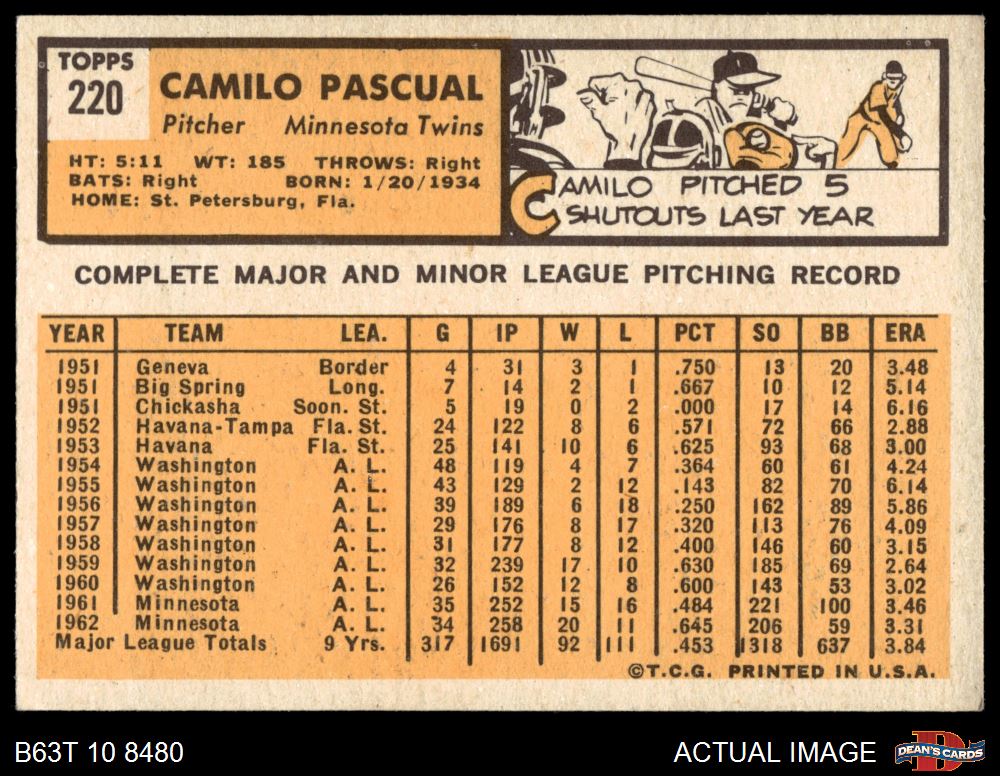 TOPPS
220
CAMILO PASCUAL
Pitcher Minnesota Twins
HT: 5:11 WT: 185 THROWS: Right
BATS: Right BORN: 1/20/1934
HOME: St. Petersburg, Fla.
CAMILO PITCHED 5
SHUTOUTS LAST YEAR
COMPLETE MAJOR AND MINOR LEAGUE PITCHING RECORD
YEAR TEAM LEA. G IP W L PCT SO BB ERA
1951 Geneva Border 4 31 3 1 .750 13 20 3.48
1951 Big Spring Long. 7 14 2 1 .667 10 12 5.14
1951 Chickasha Soon. St. 5 19 0 2 .000 17 14 6.16
1952 Havana-Tampa Fla. St. 24 122 8 6 .571 72 66 2.88
1953 Havana Fla. St. 25 141 10 6 .625 93 68 3.00
1954 Washington A. L. 48 119 4 7 .364 60 61 4.24
1955 Washington A. L. 43 129 2 12 .143 82 70 6.14
1956 Washington A. L. 39 189 6 18 .250 162 89 5.86
1957 Washington A. L. 29 176 8 17 .320 113 76 4.09
1958 Washington A. L. 31 177 8 12 .400 146 60 3.15
1959 Washington A. L. 32 239 17 10 .630 185 69 2.64
1960 Washington A. L. 26 152 12 8 .600 143 53 3.02
1961 Minnesota A. L. 35 252 15 16 .484 221 100 3.46
1962 Minnesota A. L. 34 258 20 11 .645 206 59 3.31
Major League Totals 9 Yrs. 317 1691 92 111 .453 1318 637 3.84
©T.C.G. PRINTED IN U.S.A.
B63T 10 8480
ACTUAL IMAGE
DEAN'S CARDS